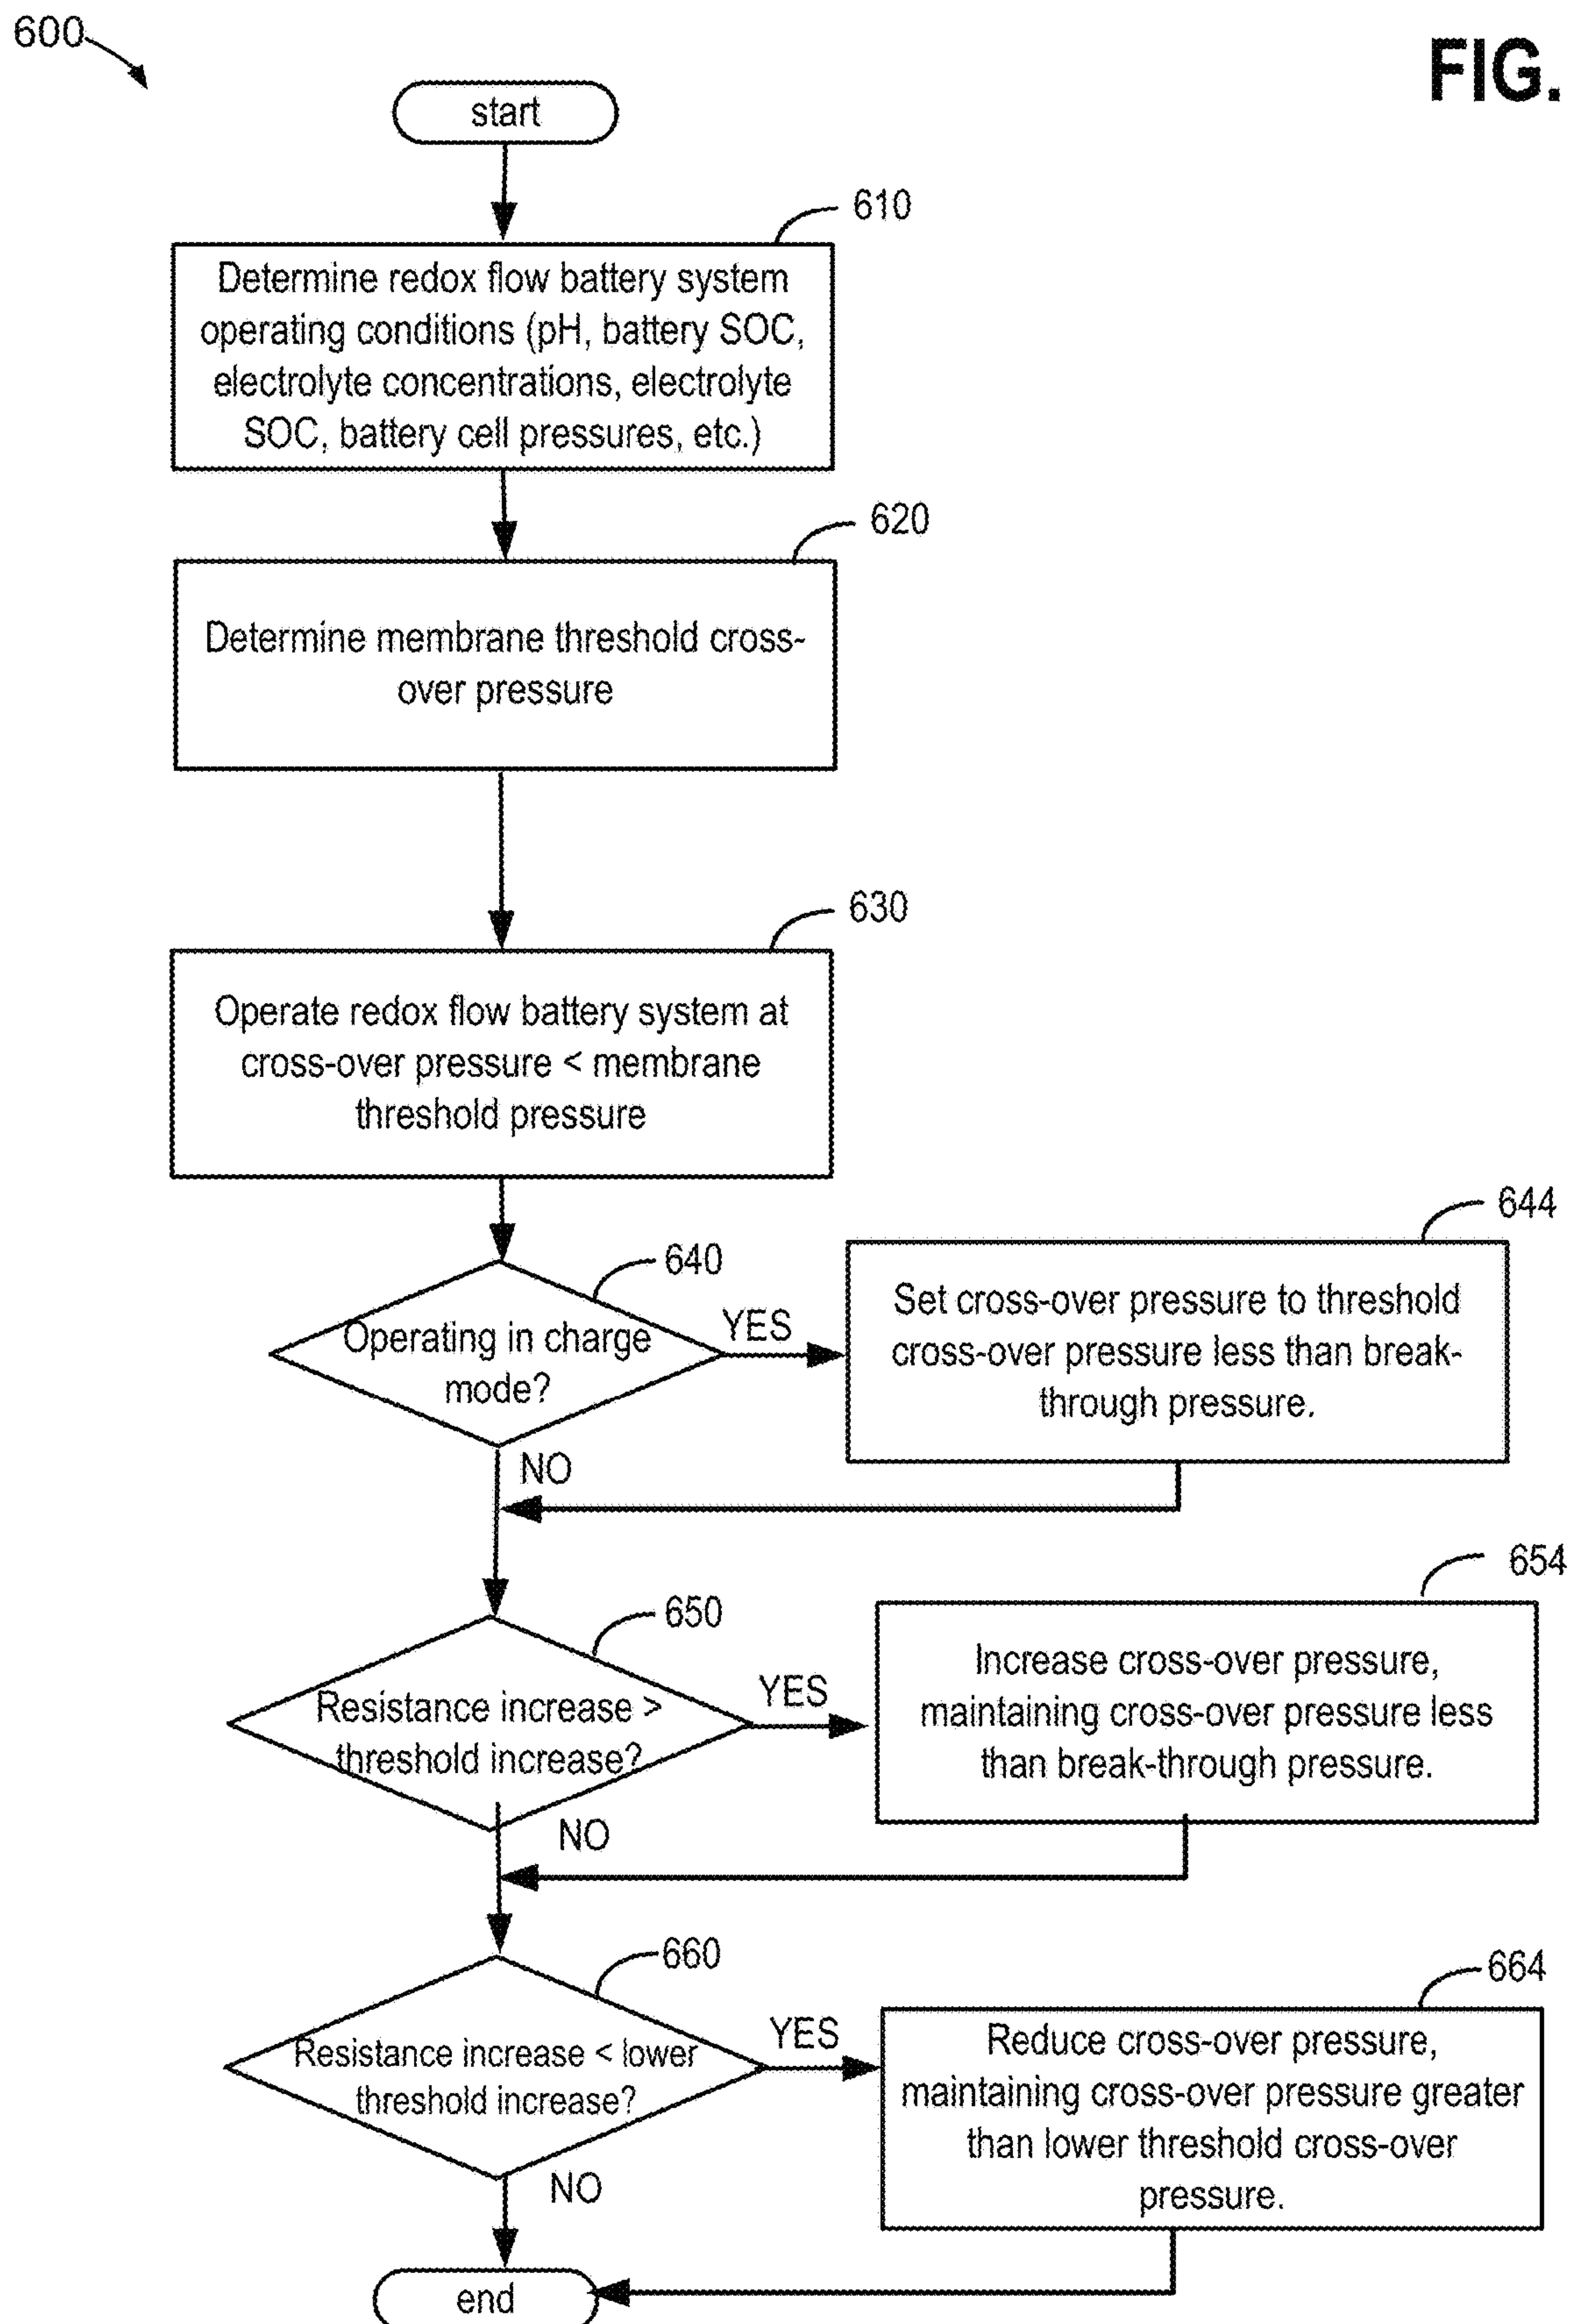 600
FIG.
start
610
Determine redox flow battery system
operating conditions (pH, battery SOC,
electrolyte concentrations, electrolyte
SOC, battery cell pressures, etc.)
620
Determine membrane threshold cross-
over pressure
630
Operate redox flow battery system at
cross-over pressure < membrane
threshold pressure
640
Operating in charge
mode?
YES
644
Set cross-over pressure to threshold
cross-over pressure less than break-
through pressure.
NO
650
Resistance increase >
threshold increase?
YES
654
Increase cross-over pressure,
maintaining cross-over pressure less
than break-through pressure.
NO
660
Resistance increase < lower
threshold increase?
YES
664
Reduce cross-over pressure,
maintaining cross-over pressure greater
than lower threshold cross-over
pressure.
NO
end